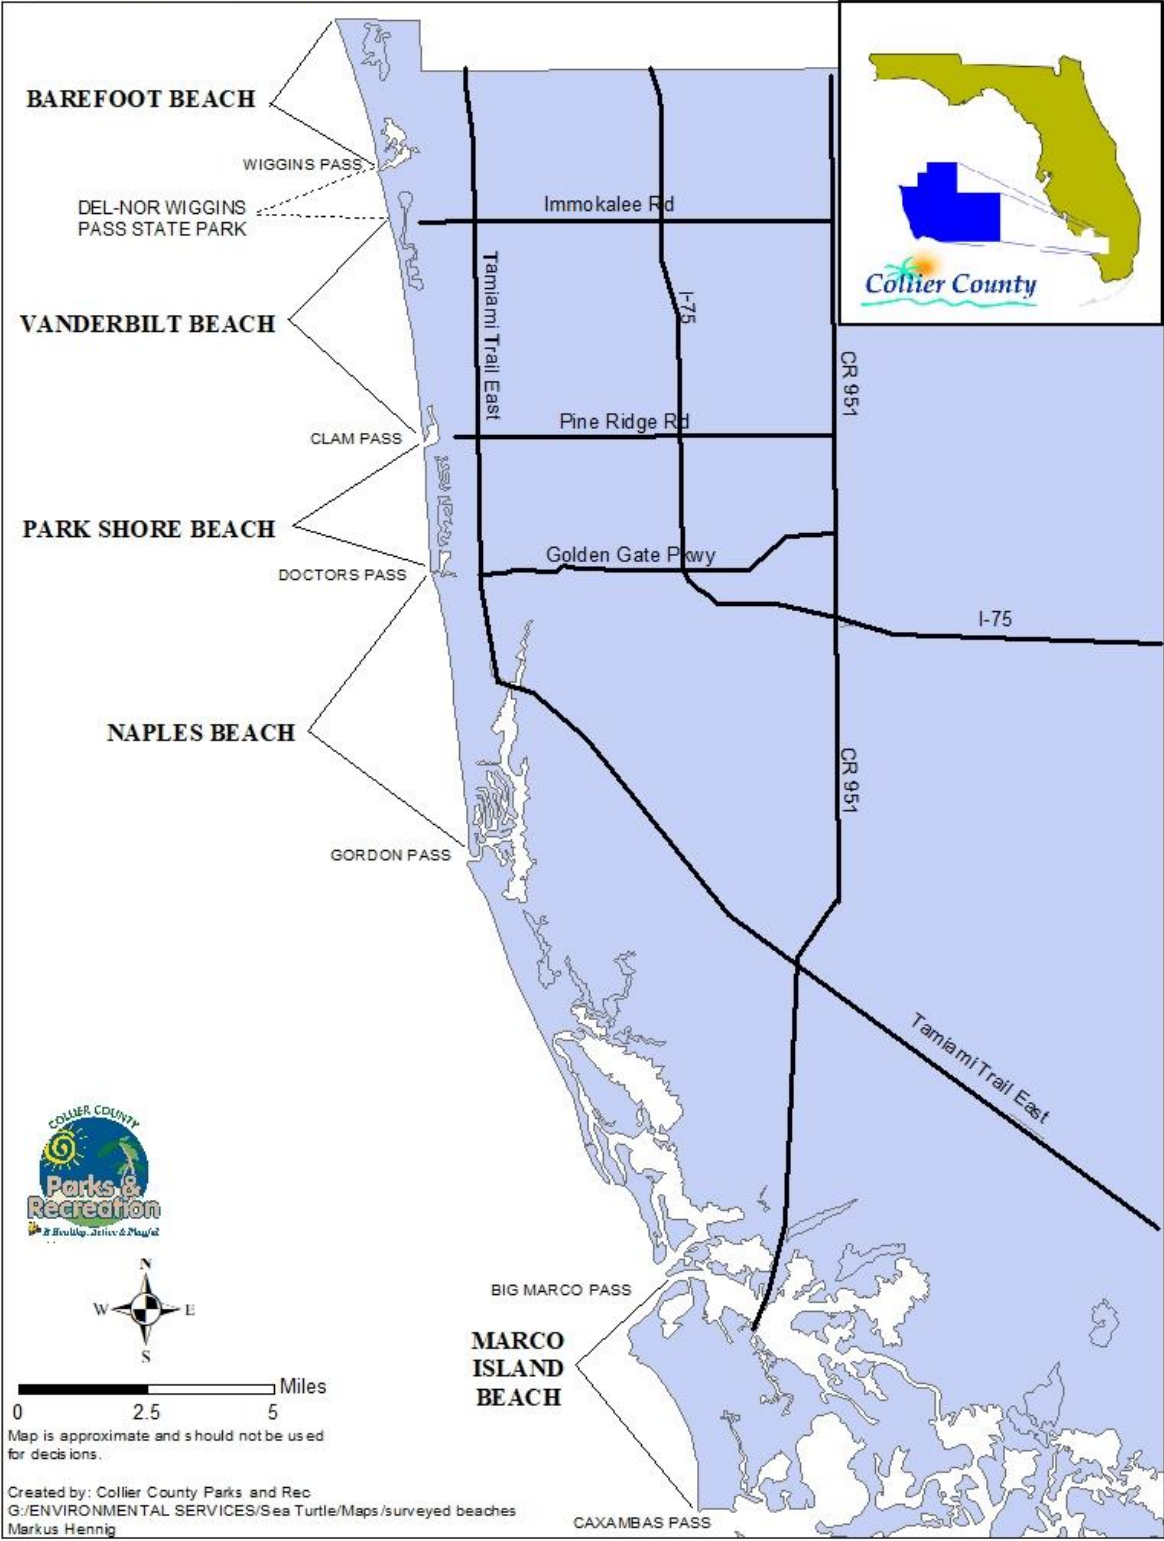 BAREFOOT BEACH
WIGGINS PASS
DEL-NOR WIGGINS
PASS STATE PARK
Immokalee Rd
Collier County
Tamiami Trail East
I-75
VANDERBILT BEACH
CR 951
Pine Ridge Rd
CLAM PASS
PARK SHORE BEACH
Golden Gate Pkwy
DOCTORS PASS
I-75
NAPLES BEACH
CR 951
GORDON PASS
Tamiami Trail East
COLLIER COUNTY
Parks &
Recreation
N
W E
S
BIG MARCO PASS
MARCO
ISLAND
BEACH
Miles
0 2.5 5
Map is approximate and should not be used
for decisions.
Created by: Collier County Parks and Rec
G:/ENVIRONMENTAL SERVICES/Sea Turtle/Maps/surveyed beaches
Markus Hennig
CAXAMBAS PASS